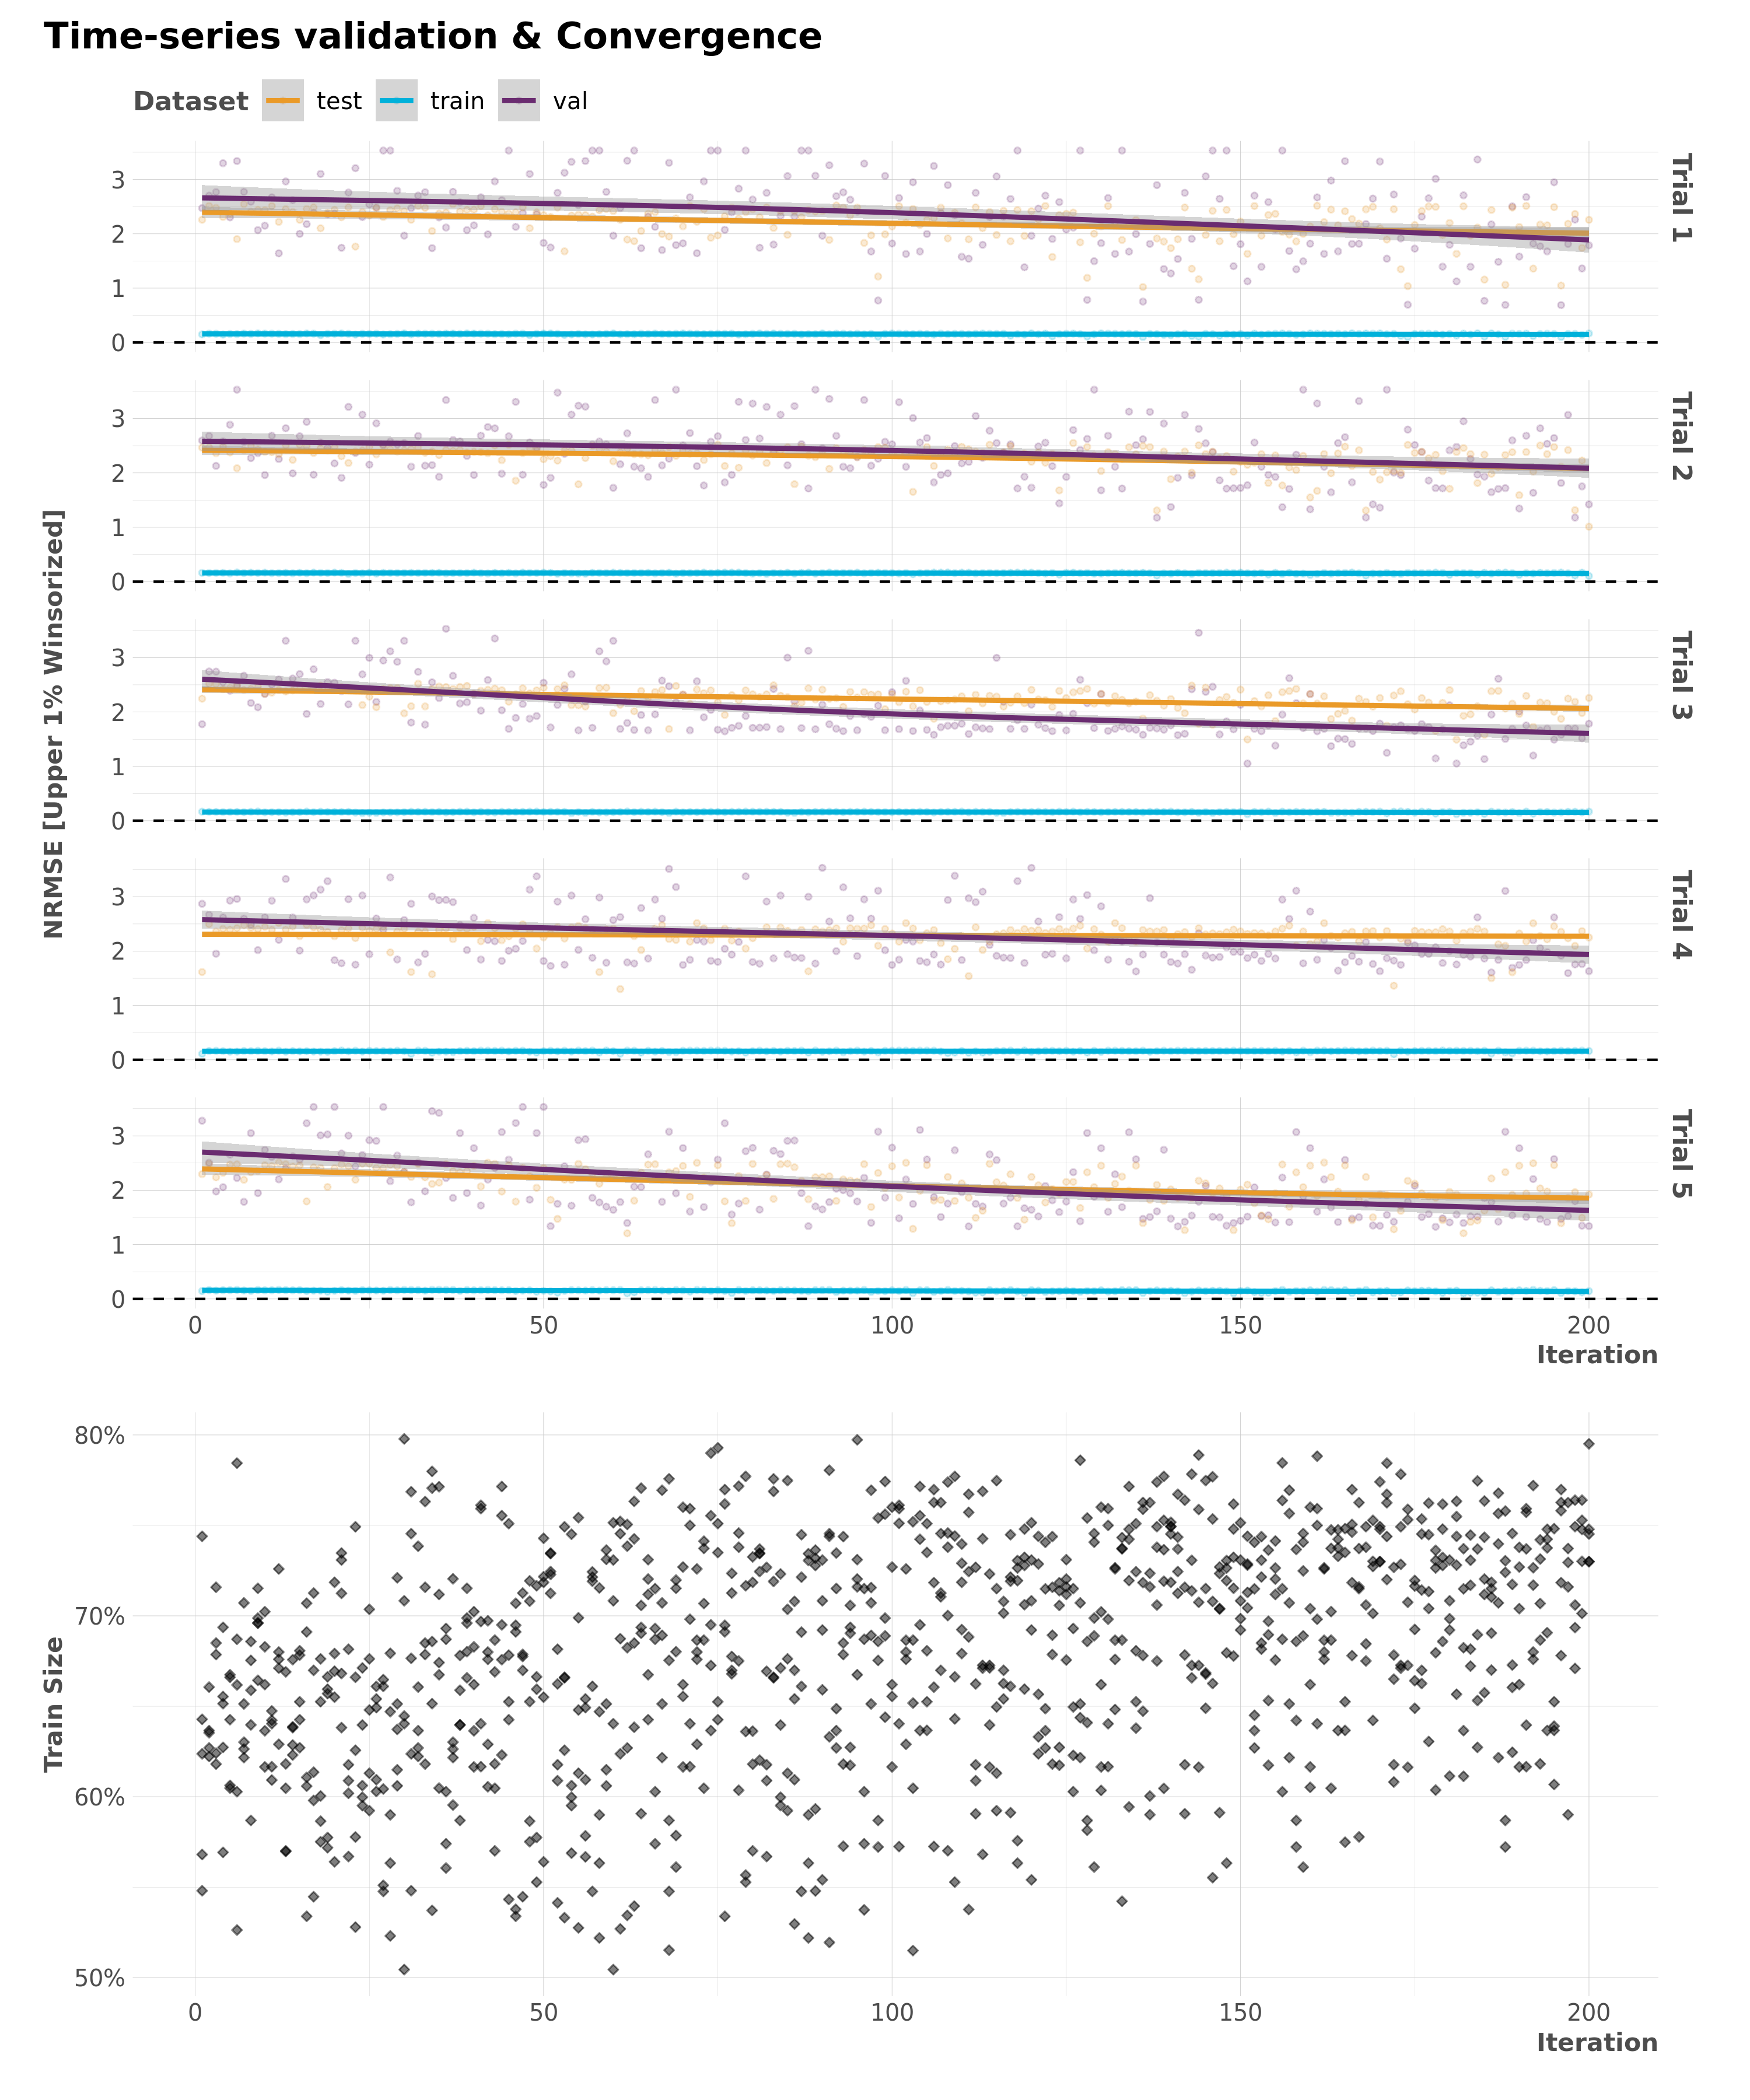 Time-series validation & Convergence
Dataset test train val
NRMSE [Upper 1% Winsorized]
3
2
1
0
Trial 1
3
2
1
0
Trial 2
3
2
1
0
Trial 3
3
2
1
0
Trial 4
3
2
1
0
Trial 5
0 50 100 150 200
Iteration
Train Size
80%
70%
60%
50%
0 50 100 150 200
Iteration